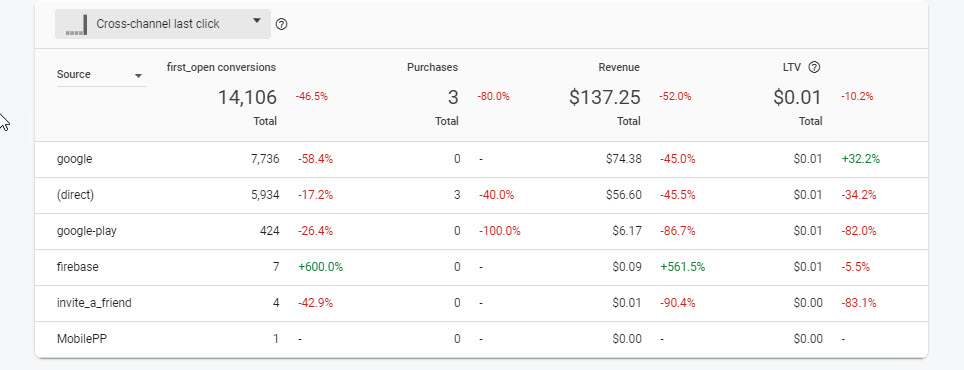 Cross-channel last click
Source first_open conversions Purchases Revenue LTV
14,106 -46.5% 3 -80.0% $137.25 -52.0% $0.01 -10.2%
Total Total Total Total
google 7,736 -58.4% 0 - $74.38 -45.0% $0.01 +32.2%
(direct) 5,934 -17.2% 3 -40.0% $56.60 -45.5% $0.01 -34.2%
google-play 424 -26.4% 0 -100.0% $6.17 -86.7% $0.01 -82.0%
firebase 7 +600.0% 0 - $0.09 +561.5% $0.01 -5.5%
invite_a_friend 4 -42.9% 0 - $0.01 -90.4% $0.00 -83.1%
MobilePP 1 - 0 - $0.00 - $0.00 -